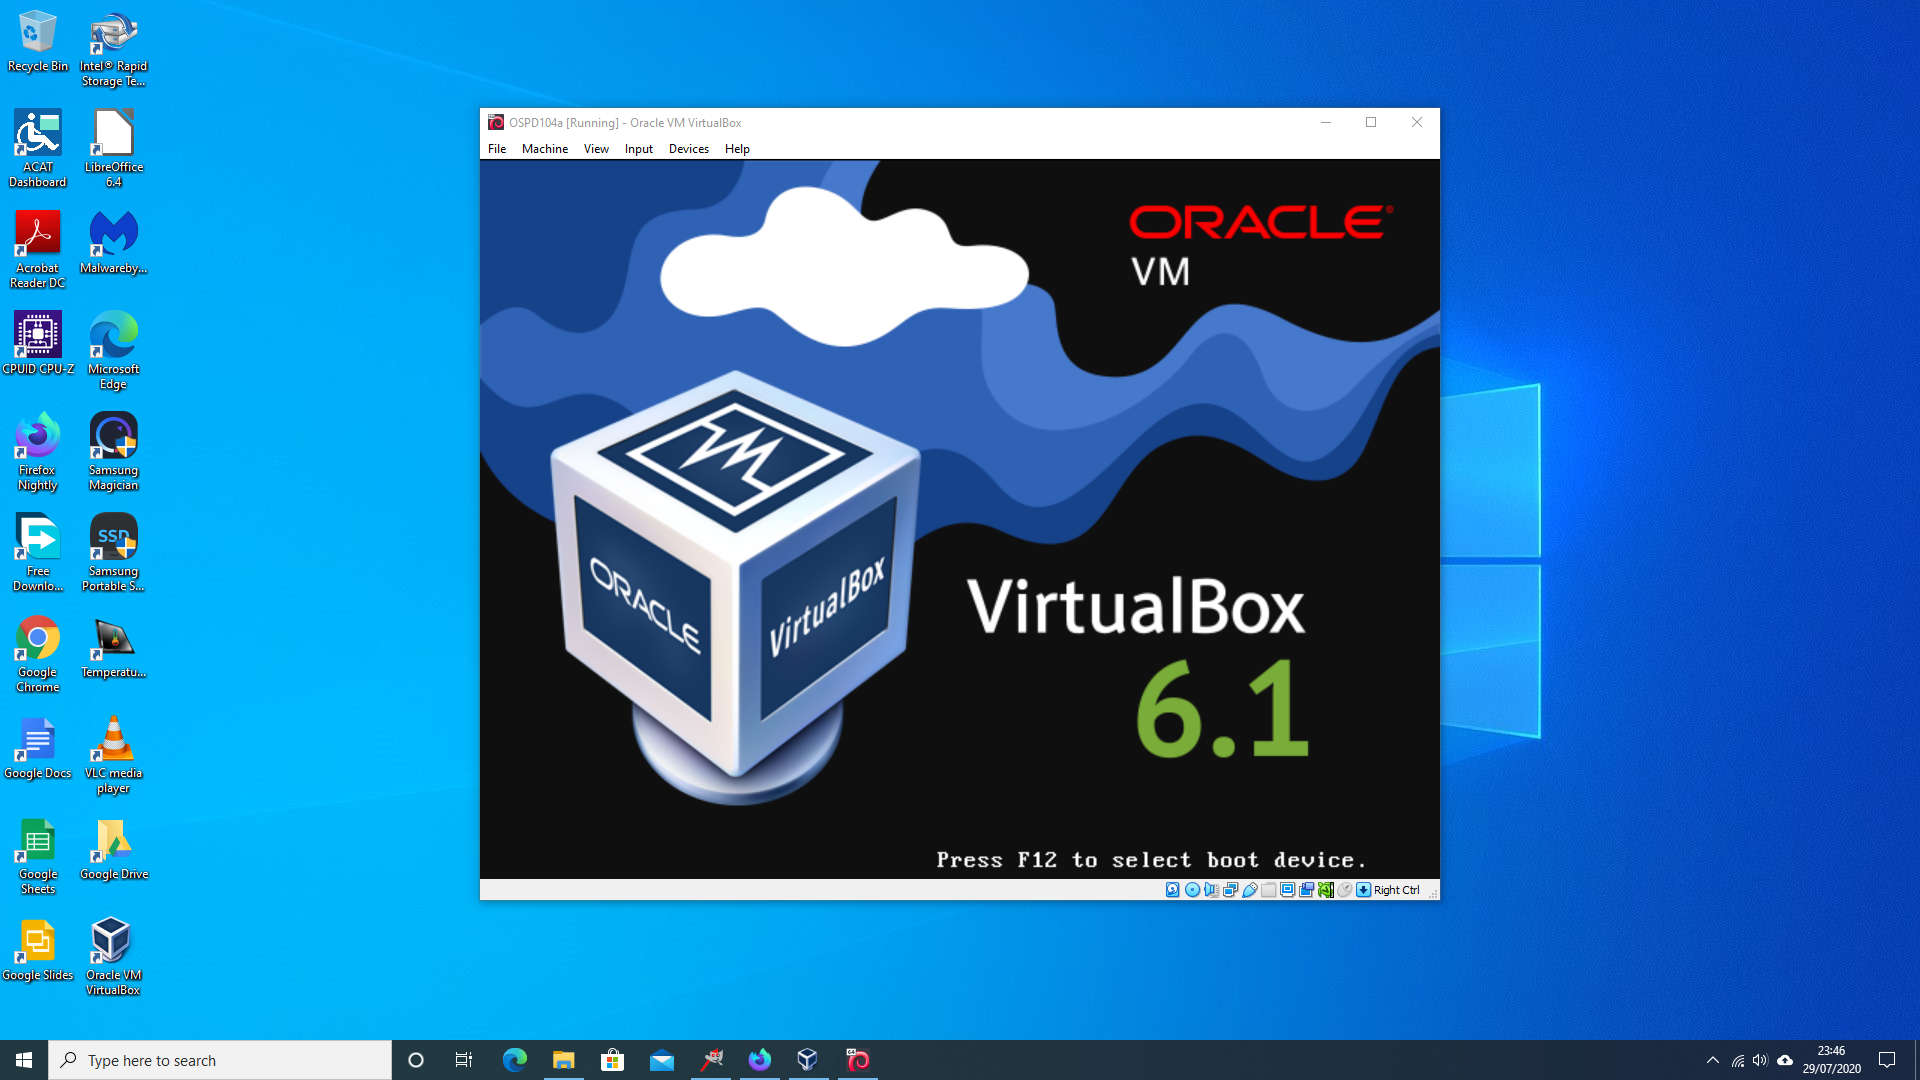 Recycle Bin
Intel® Rapid
Storage Te...
ACAT
Dashboard
LibreOffice
6.4
Acrobat
Reader DC
Malwareby...
CPUID CPU-Z
Microsoft
Edge
Firefox
Nightly
Samsung
Magician
SSD
Free
Downlo...
Samsung
Portable S...
Google
Chrome
Temperatu...
Google Docs
VLC media
player
Google
Sheets
Google Drive
Google Slides
Oracle VM
VirtualBox
OSPD104a [Running] - Oracle VM VirtualBox
File Machine View Input Devices Help
ORACLE®
VM
ORACLE
VirtualBox
VirtualBox
6.1
Press F12 to select boot device.
Right Ctrl
Type here to search
64
23:46
29/07/2020